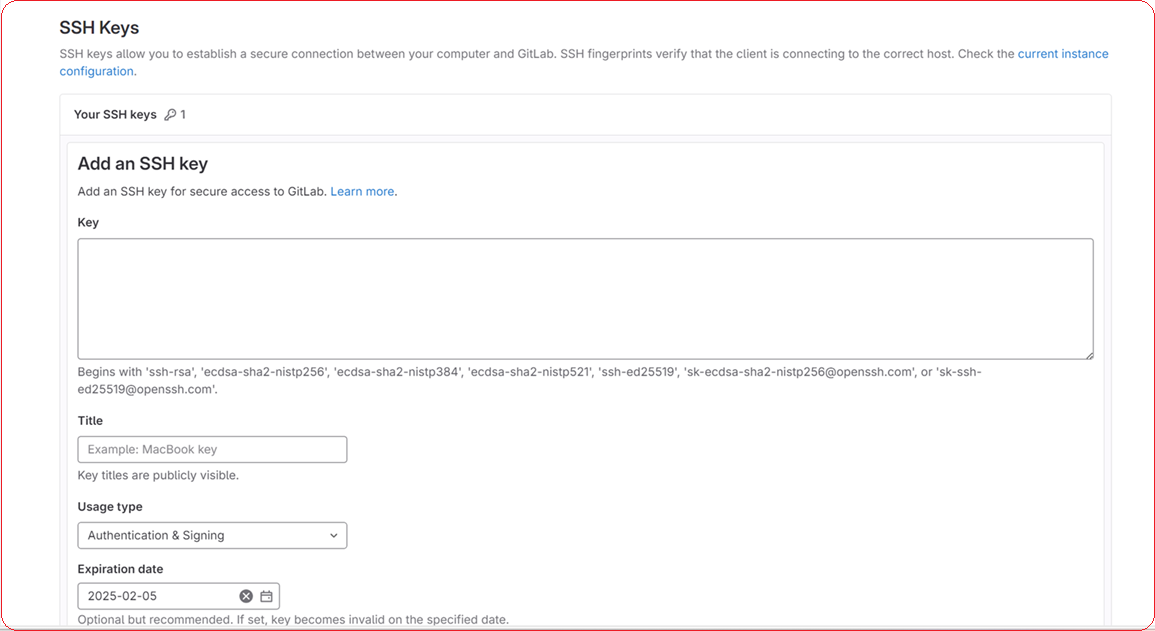 SSH Keys
SSH keys allow you to establish a secure connection between your computer and GitLab. SSH fingerprints verify that the client is connecting to the correct host. Check the current instance
configuration.
Your SSH keys 1
Add an SSH key
Add an SSH key for secure access to GitLab. Learn more.
Key
Begins with 'ssh-rsa', 'ecdsa-sha2-nistp256', 'ecdsa-sha2-nistp384', 'ecdsa-sha2-nistp521', 'ssh-ed25519', 'sk-ecdsa-sha2-nistp256@openssh.com', or 'sk-ssh-
ed25519@openssh.com'.
Title
Example: MacBook key
Key titles are publicly visible.
Usage type
Authentication & Signing
Expiration date
2025-02-05
Optional but recommended. If set, key becomes invalid on the specified date.